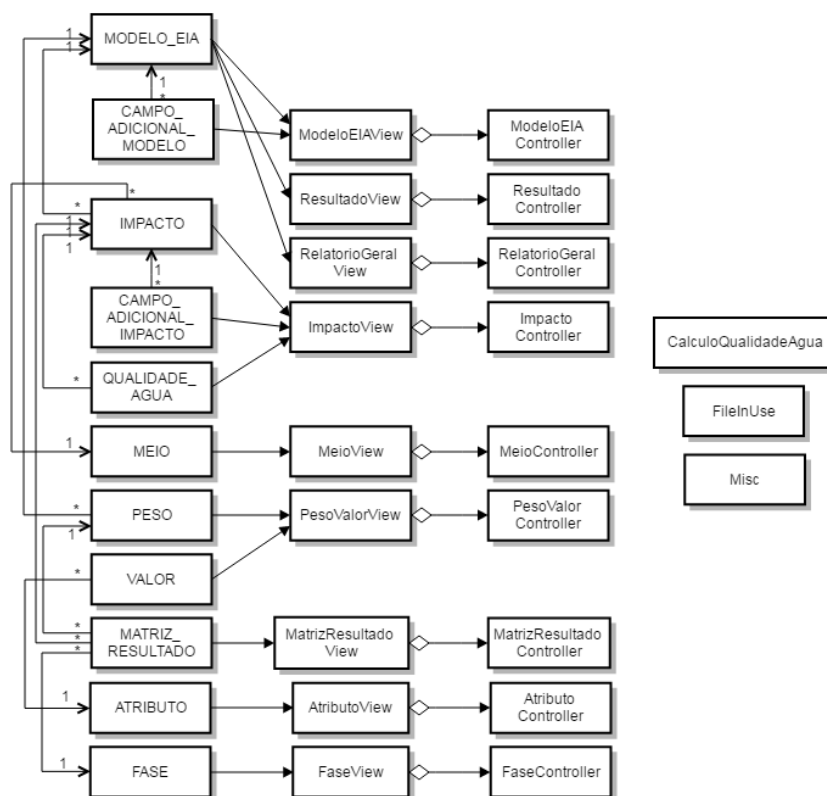 1
1
MODELO_EIA
1
*
CAMPO_
ADICIONAL_
MODELO
ModeloEIAView
ModeloEIA
Controller
*
*
1
1
1
IMPACTO
ResultadoView
Resultado
Controller
RelatorioGeral
View
RelatorioGeral
Controller
1
*
CAMPO_
ADICIONAL_
IMPACTO
ImpactoView
Impacto
Controller
CalculoQualidadeAgua
*
QUALIDADE_
AGUA
FileInUse
1
MEIO
MeioView
MeioController
Misc
*
1
PESO
PesoValorView
PesoValor
Controller
*
VALOR
*
*
*
MATRIZ_
RESULTADO
MatrizResultado
View
MatrizResultado
Controller
1
ATRIBUTO
AtributoView
Atributo
Controller
1
FASE
FaseView
FaseController